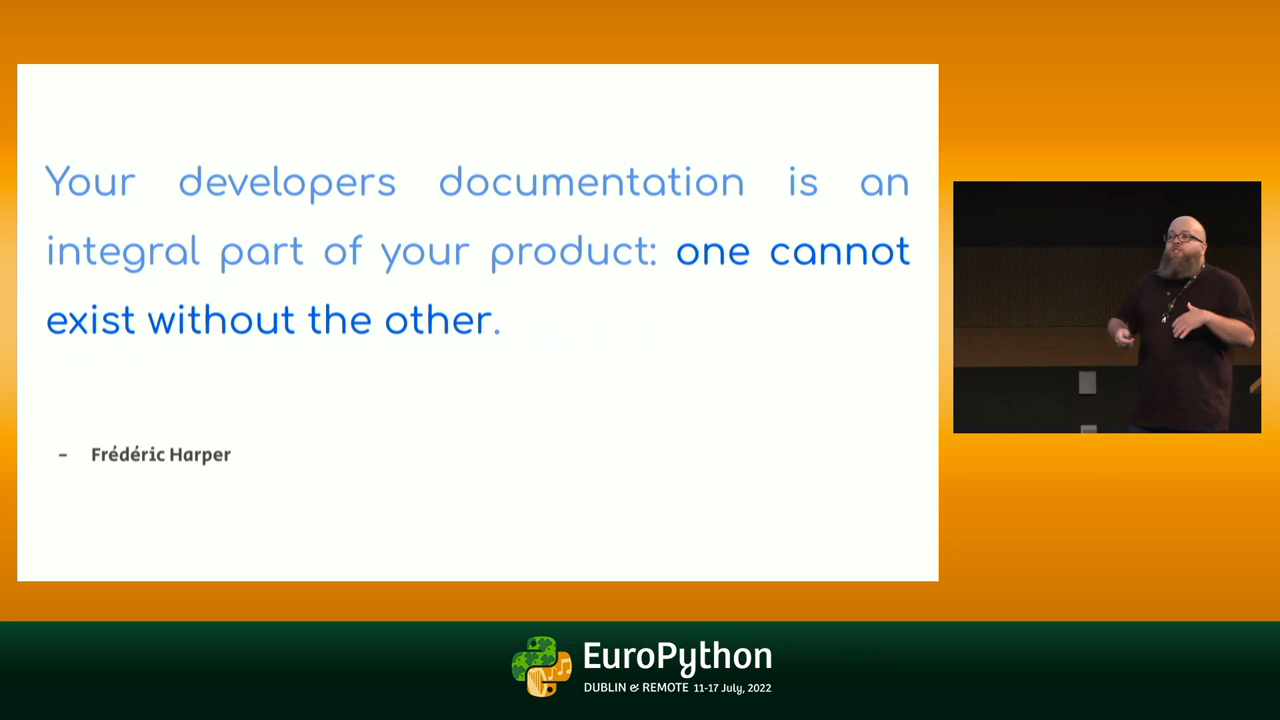 Your developers documentation is an
integral part of your product: one cannot
exist without the other.
– Frédéric Harper
EuroPython
DUBLIN & REMOTE 11-17 July, 2022